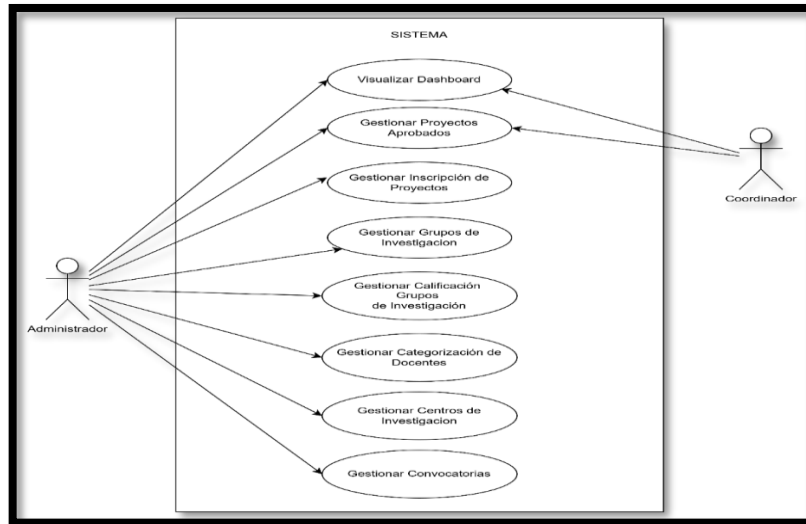 SISTEMA
Visualizar Dashboard
Gestionar Proyectos
Aprobados
Gestionar Inscripción de
Proyectos
Gestionar Grupos de
Investigacion
Gestionar Calificación
Grupos
de Investigación
Gestionar Categorización de
Docentes
Gestionar Centros de
Investigacion
Gestionar Convocatorias
Administrador
Coordinador